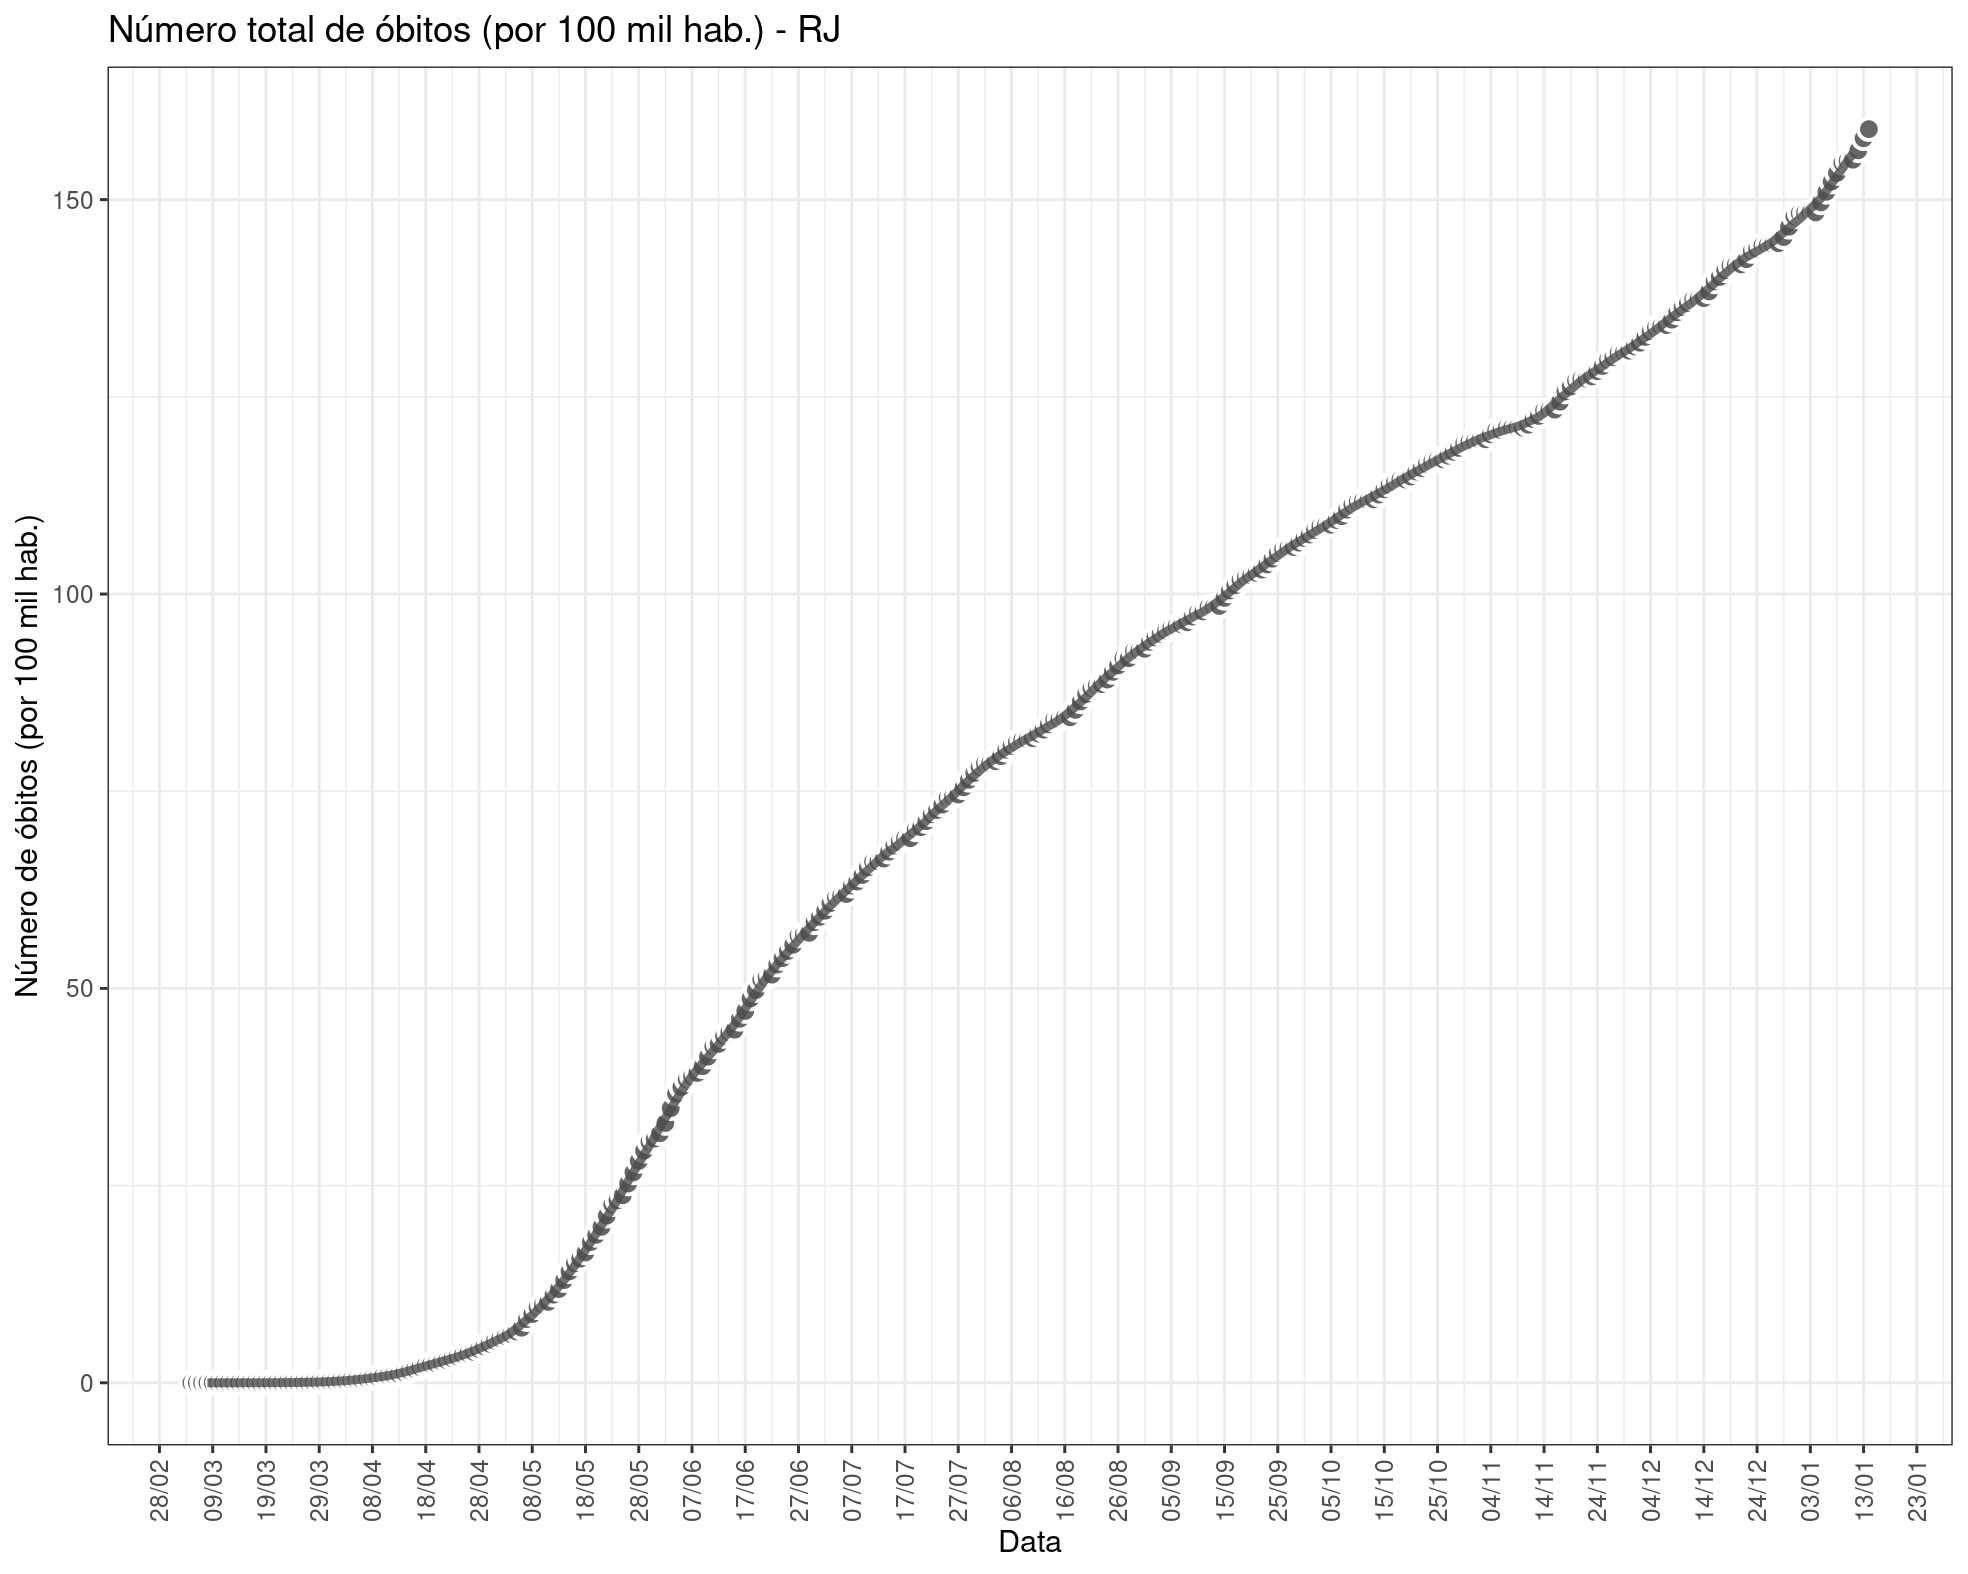 Número total de óbitos (por 100 mil hab.) - RJ
Número de óbitos (por 100 mil hab.)
150
100
50
0
28/02 09/03 19/03 29/03 08/04 18/04 28/04 08/05 18/05 28/05 07/06 17/06 27/06 07/07 17/07 27/07 06/08 16/08 26/08 05/09 15/09 25/09 05/10 15/10 25/10 04/11 14/11 24/11 04/12 14/12 24/12 03/01 13/01 23/01
Data